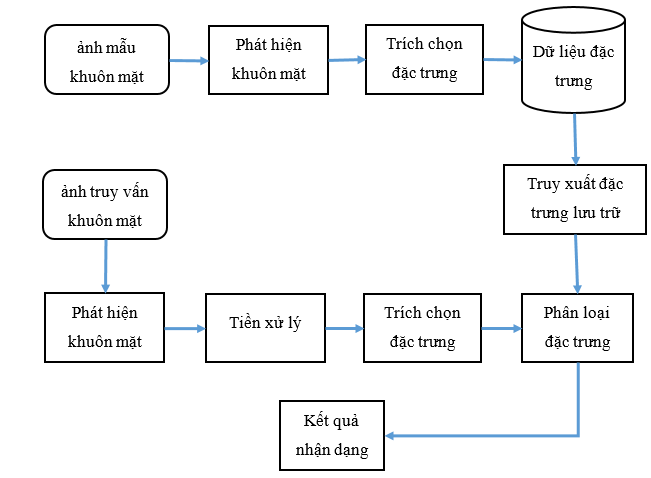 ảnh mẫu
khuôn mặt
Phát hiện
khuôn mặt
Trích chọn
đặc trưng
Dữ liệu đặc
trưng
Truy xuất đặc
trưng lưu trữ
ảnh truy vấn
khuôn mặt
Phát hiện
khuôn mặt
Tiền xử lý
Trích chọn
đặc trưng
Phân loại
đặc trưng
Kết quả
nhận dạng